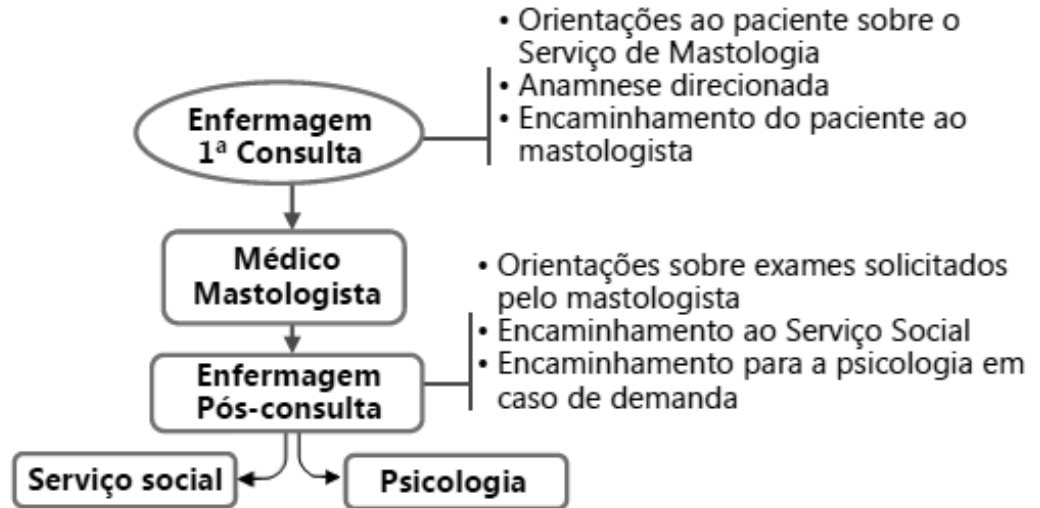 • Orientações ao paciente sobre o
Serviço de Mastologia
• Anamnese direcionada
• Encaminhamento do paciente ao
mastologista
Enfermagem
1ª Consulta
Médico
Mastologista
• Orientações sobre exames solicitados
pelo mastologista
• Encaminhamento ao Serviço Social
• Encaminhamento para a psicologia em
caso de demanda
Enfermagem
Pós-consulta
Serviço social
Psicologia